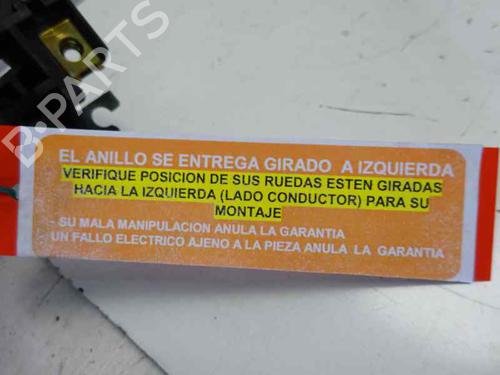 B-PARTS
EL ANILLO SE ENTREGA GIRADO A IZQUIERDA
VERIFIQUE POSICION DE SUS RUEDAS ESTEN GIRADAS
HACIA LA IZQUIERDA (LADO CONDUCTOR) PARA SU
MONTAJE
SU MALA MANIPULACION ANULA LA GARANTIA
UN FALLO ELECTRICO AJENO A LA PIEZA ANULA LA GARANTIA